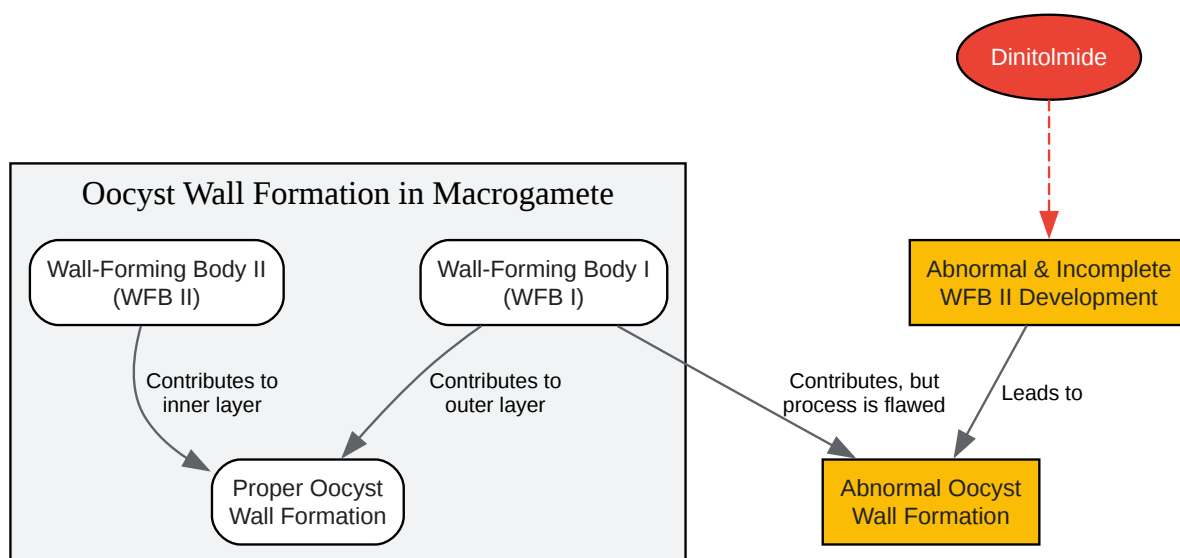 Dinitolmide
Oocyst Wall Formation in Macrogamete
Wall-Forming Body II
(WFB II)
Wall-Forming Body I
(WFB I)
Abnormal & Incomplete
WFB II Development
Contributes to
inner layer
Contributes to
outer layer
Contributes, but
process is flawed
Leads to
Proper Oocyst
Wall Formation
Abnormal Oocyst
Wall Formation